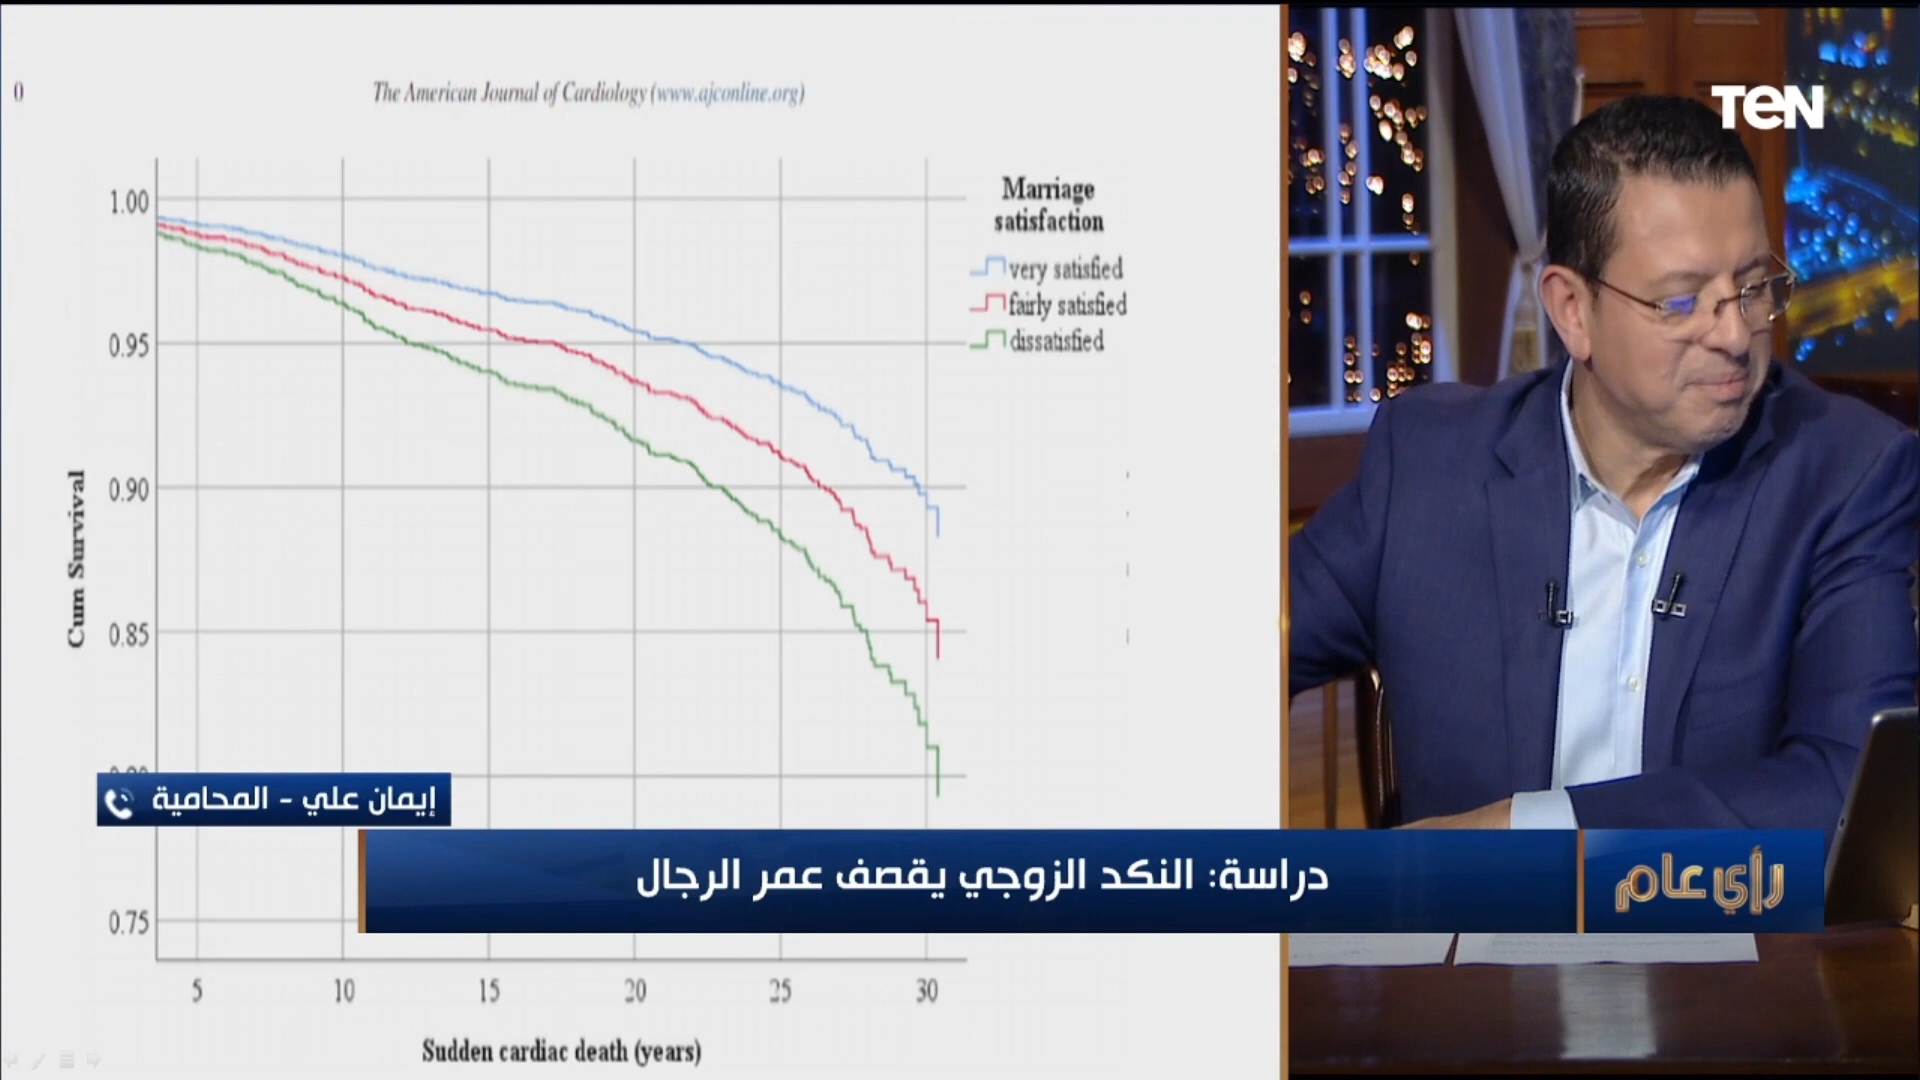 0
The American Journal of Cardiology (www.ajconline.org)
TeN
Marriage
satisfaction
very satisfied
fairly satisfied
dissatisfied
1.00
0.95
0.90
0.85
0.75
Cum Survival
5 10 15 20 25 30
Sudden cardiac death (years)
إيمان علي - المحامية
دراسة: النكد الزوجي يقصف عمر الرجال
رأي عام